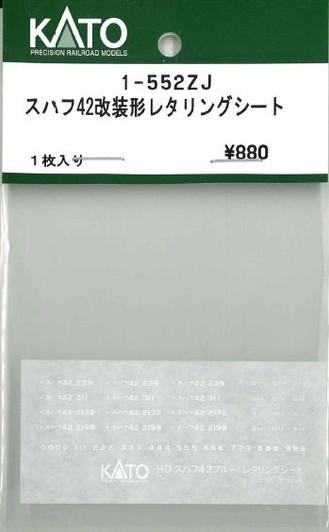 KATO
PRECISION RAILROAD MODELS
1-552ZJ
スハフ42改装形レタリングシート
1枚入り
¥880
スハフ42 239 スハフ42 239 スハフ42 239
スハフ42 311 スハフ42 311 スハフ42 311
スハフ42 2172 スハフ42 2172 スハフ42 2172
スハフ42 2198 スハフ42 2198 スハフ42 2198
0000 111 222 333 444 555 666 777 888 999
KATO HO スハフ42ブルーレタリングシート